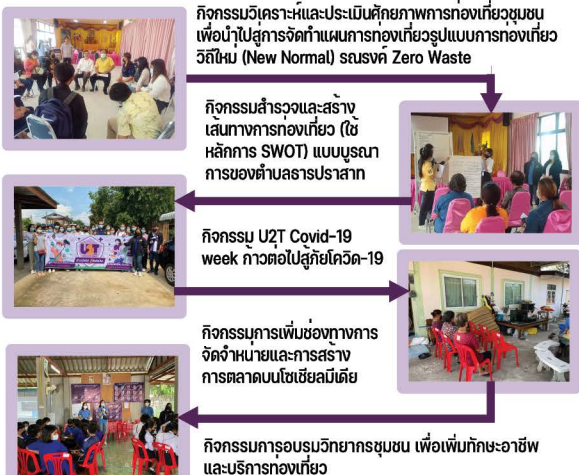 กิจกรรมวิเคราะห์และประเมินศักยภาพการท่องเที่ยวชุมชน
เพื่อนำไปสู่การจัดทำแผนการท่องเที่ยวรูปแบบการท่องเที่ยว
วิถีใหม่ (New Normal) รณรงค์ Zero Waste
กิจกรรมสำรวจและสร้าง
เส้นทางการท่องเที่ยว (ใช้
หลักการ SWOT) แบบบูรณา
การของตำบลธารปราสาท
กิจกรรม U2T Covid-19
week ก้าวต่อไปสู้ภัยโควิด-19
U2T
กิจกรรมการเพิ่มช่องทางการ
จัดจำหน่ายและการสร้าง
การตลาดบนโซเชียลมีเดีย
กิจกรรมการอบรมวิทยากรชุมชน เพื่อเพิ่มทักษะอาชีพ
และบริการท่องเที่ยว